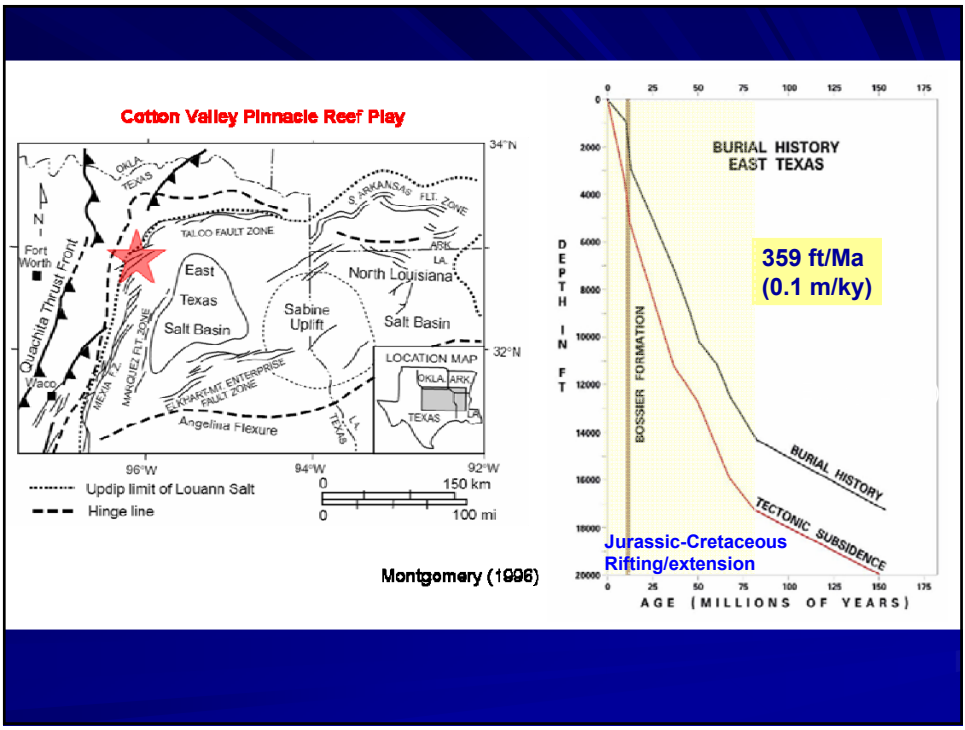 Cotton Valley Pinnacle Reef Play
34°N
OKLA.
TEXAS
N
Fort
Worth
Ouachita Thrust Front
Waco
MEXIA F.Z.
MARQUEZ FLT. ZONE
TALCO FAULT ZONE
East
Texas
Salt Basin
S. ARKANSAS FLT. ZONE
ARK.
LA.
North Louisiana
Salt Basin
Sabine
Uplift
32°N
ELKHART-MT. ENTERPRISE
FAULT ZONE
Angelina Flexure
LA.
TEXAS
LOCATION MAP
OKLA.
ARK.
TEXAS
LA.
96°W
94°W
92°W
Updip limit of Louann Salt
Hinge line
0
150 km
0
100 mi
Montgomery (1996)
0 25 50 75 100 125 150 175
0
2000
4000
6000
8000
10000
12000
14000
16000
18000
20000
DEPTH IN FT
BURIAL HISTORY
EAST TEXAS
359 ft/Ma
(0.1 m/ky)
BOSSIER FORMATION
BURIAL HISTORY
TECTONIC SUBSIDENCE
Jurassic-Cretaceous
Rifting/extension
0 25 50 75 100 125 150 175
AGE (MILLIONS OF YEARS)